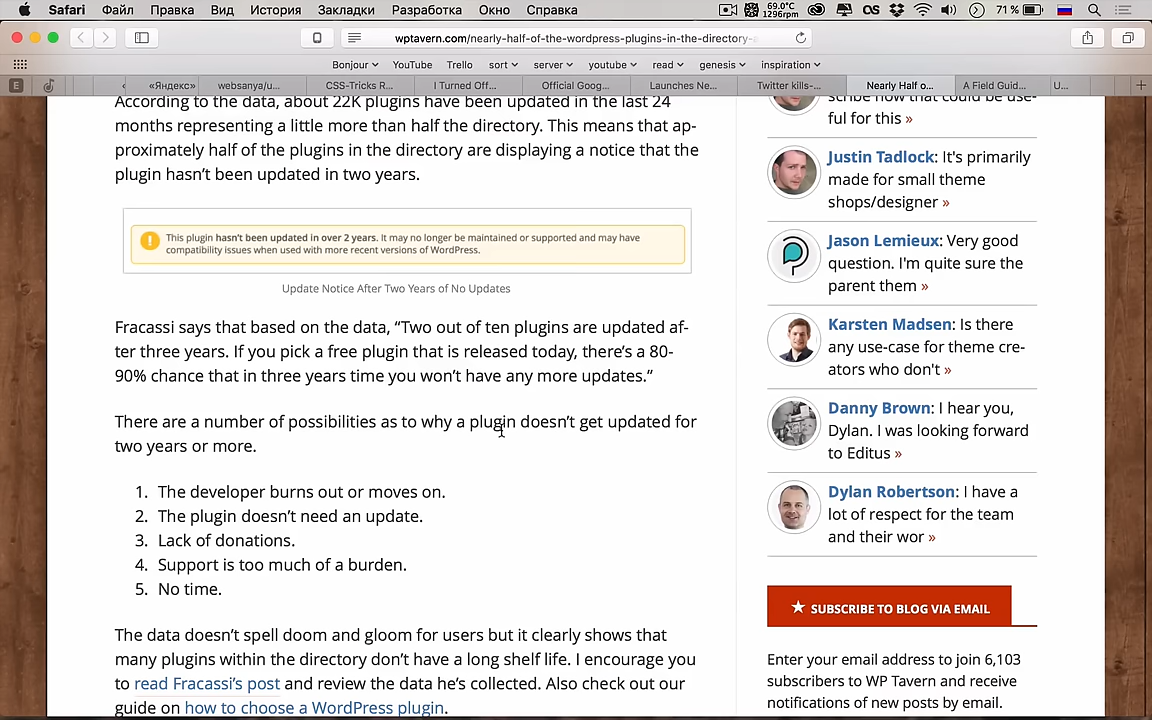 Safari Файл Правка Вид История Закладки Разработка Окно Справка 69.0°C 1296rpm 71 %
wptavern.com/nearly-half-of-the-wordpress-plugins-in-the-directory-
Bonjour YouTube Trello sort server youtube read genesis inspiration
E «Яндекс» websanya/u... CSS-Tricks R... I Turned Off... Official Goog... Launches Ne... Twitter kills-... Nearly Half o... A Field Guid... U...
According to the data, about 22K plugins have been updated in the last 24
months representing a little more than half the directory. This means that ap-
proximately half of the plugins in the directory are displaying a notice that the
plugin hasn’t been updated in two years.
This plugin hasn't been updated in over 2 years. It may no longer be maintained or supported and may have
compatibility issues when used with more recent versions of WordPress.
Update Notice After Two Years of No Updates
Fracassi says that based on the data, “Two out of ten plugins are updated af-
ter three years. If you pick a free plugin that is released today, there’s a 80-
90% chance that in three years time you won’t have any more updates.“
There are a number of possibilities as to why a plugin doesn’t get updated for
two years or more.
1. The developer burns out or moves on.
2. The plugin doesn’t need an update.
3. Lack of donations.
4. Support is too much of a burden.
5. No time.
The data doesn’t spell doom and gloom for users but it clearly shows that
many plugins within the directory don’t have a long shelf life. I encourage you
to read Fracassi’s post and review the data he’s collected. Also check out our
guide on how to choose a WordPress plugin.
scribe now that could be use-
ful for this »
Justin Tadlock: It's primarily
made for small theme
shops/designer »
Jason Lemieux: Very good
question. I'm quite sure the
parent them »
Karsten Madsen: Is there
any use-case for theme cre-
ators who don't »
Danny Brown: I hear you,
Dylan. I was looking forward
to Editus »
Dylan Robertson: I have a
lot of respect for the team
and their wor »
★ SUBSCRIBE TO BLOG VIA EMAIL
Enter your email address to join 6,103
subscribers to WP Tavern and receive
notifications of new posts by email.